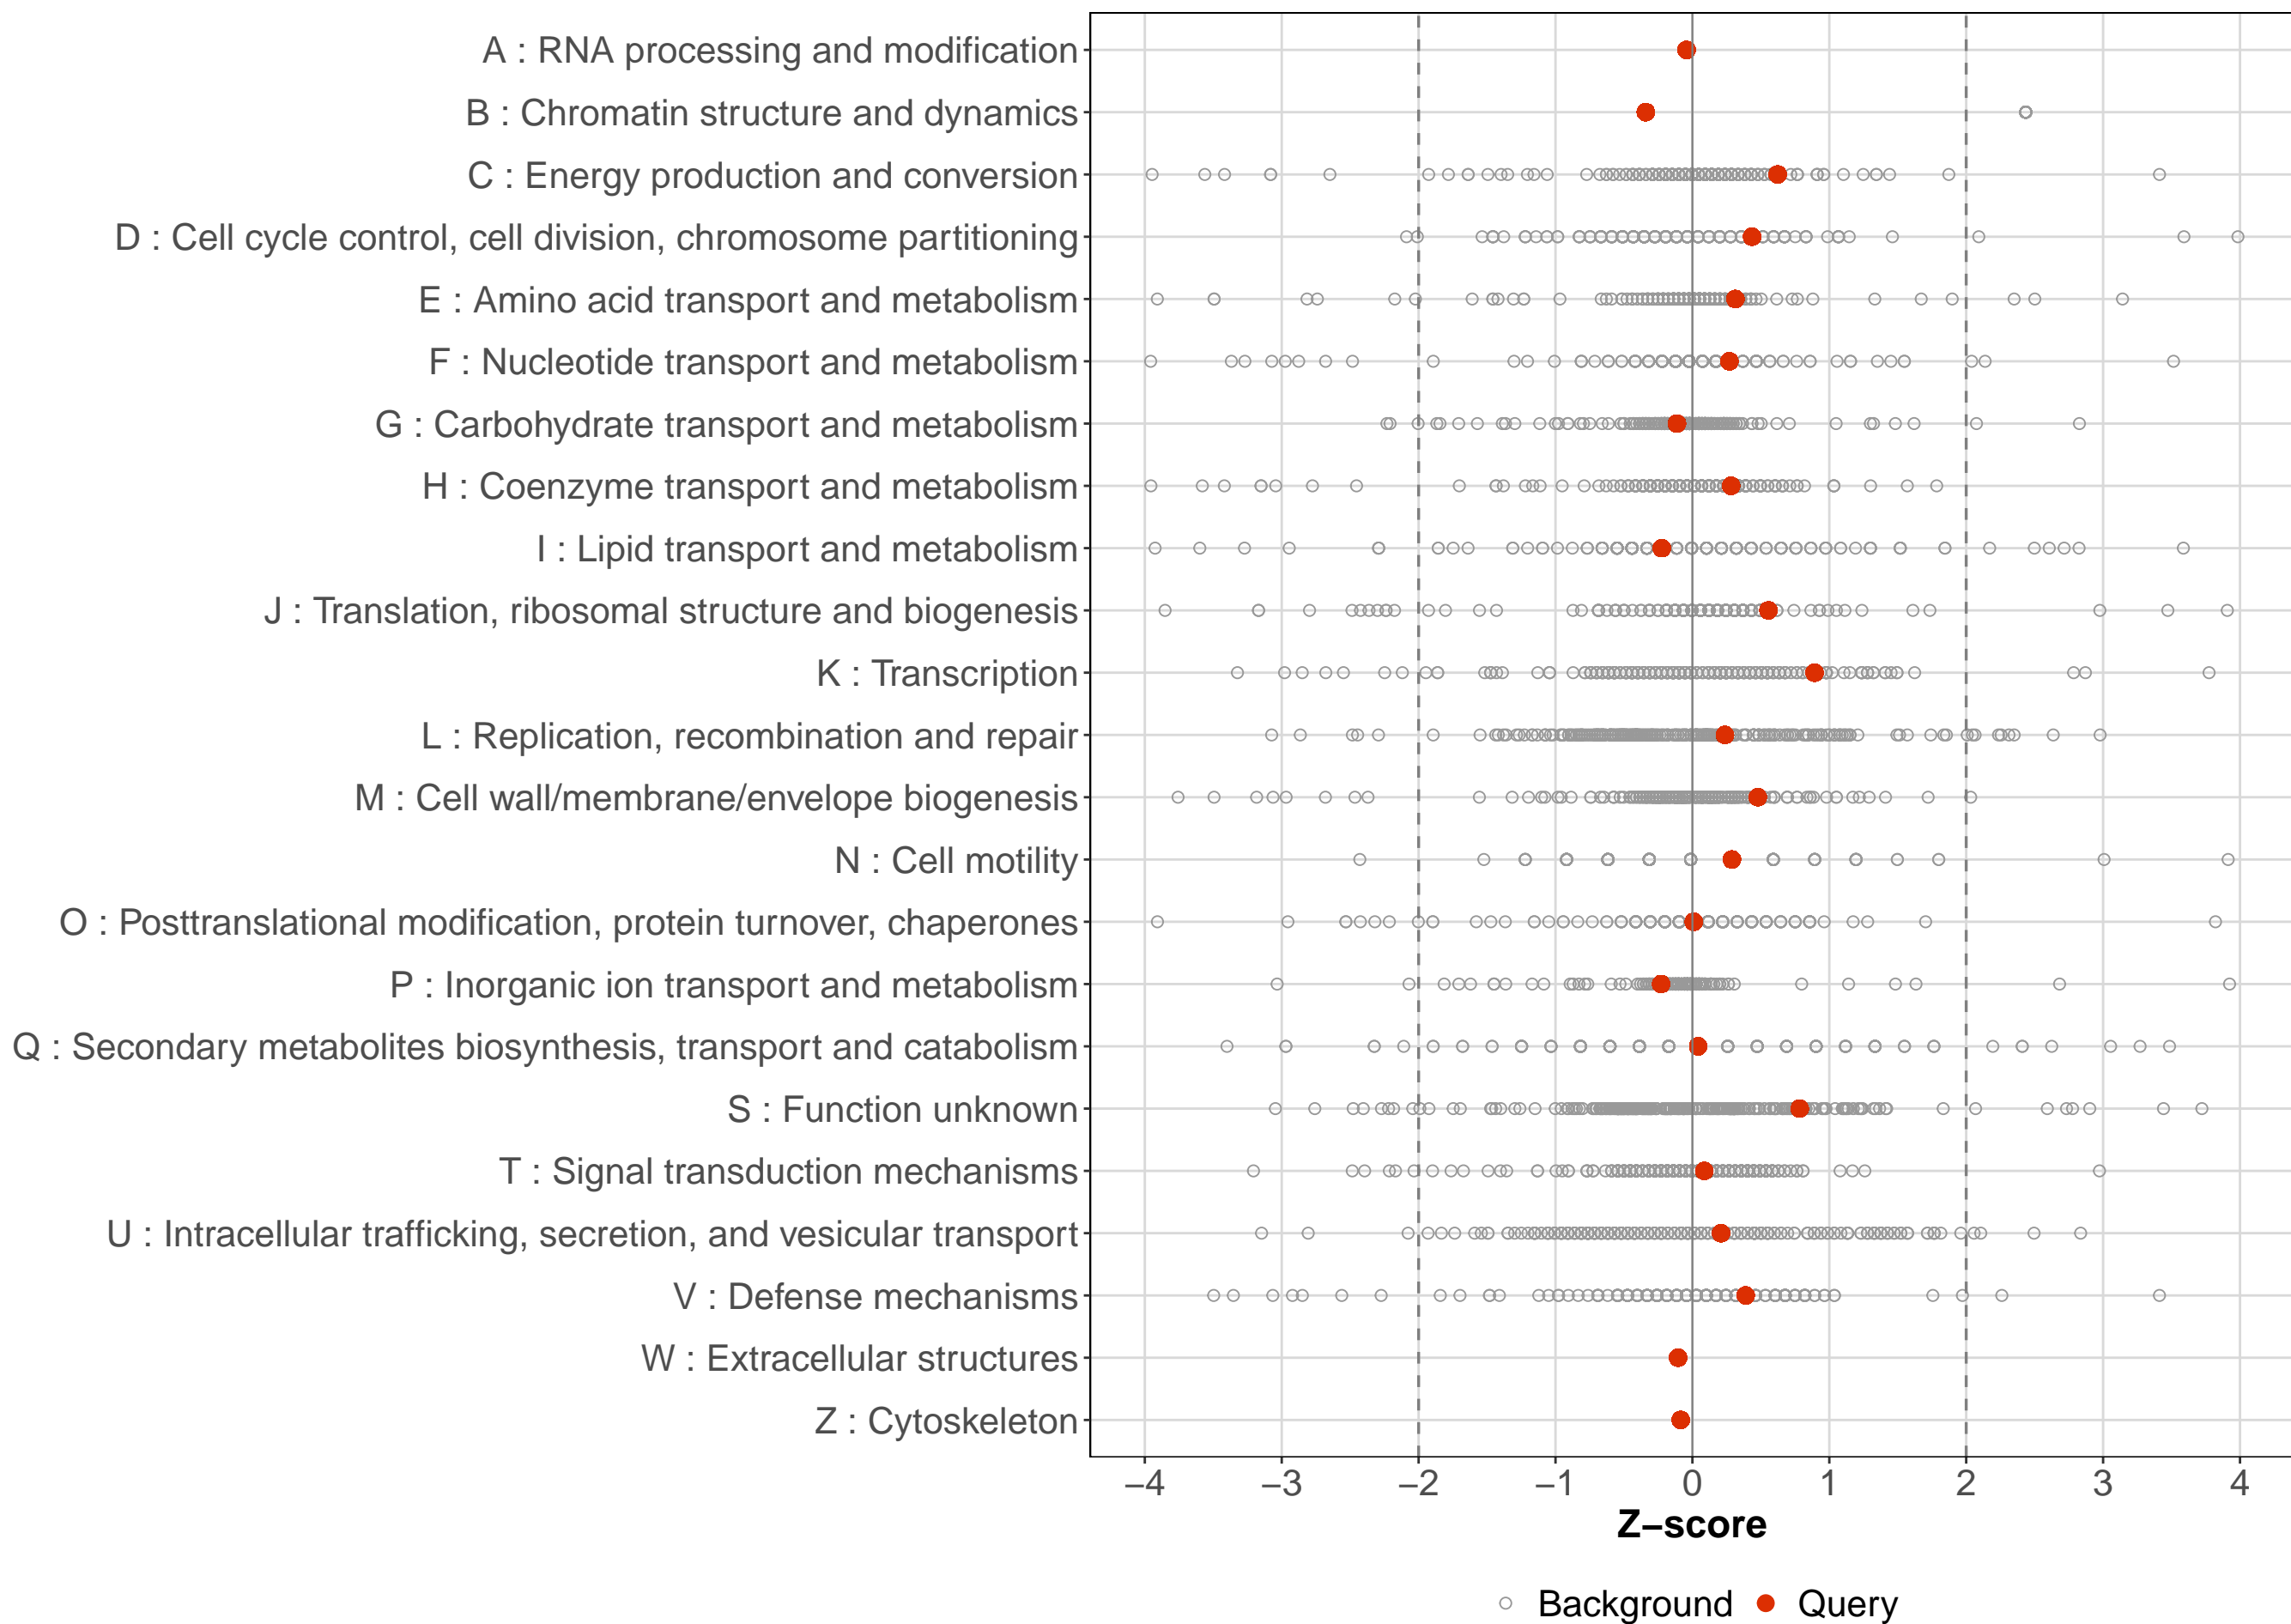 A : RNA processing and modification
B : Chromatin structure and dynamics
C : Energy production and conversion
D : Cell cycle control, cell division, chromosome partitioning
E : Amino acid transport and metabolism
F : Nucleotide transport and metabolism
G : Carbohydrate transport and metabolism
H : Coenzyme transport and metabolism
I : Lipid transport and metabolism
J : Translation, ribosomal structure and biogenesis
K : Transcription
L : Replication, recombination and repair
M : Cell wall/membrane/envelope biogenesis
N : Cell motility
O : Posttranslational modification, protein turnover, chaperones
P : Inorganic ion transport and metabolism
Q : Secondary metabolites biosynthesis, transport and catabolism
S : Function unknown
T : Signal transduction mechanisms
U : Intracellular trafficking, secretion, and vesicular transport
V : Defense mechanisms
W : Extracellular structures
Z : Cytoskeleton
−4 −3 −2 −1 0 1 2 3 4
Z−score
Background Query